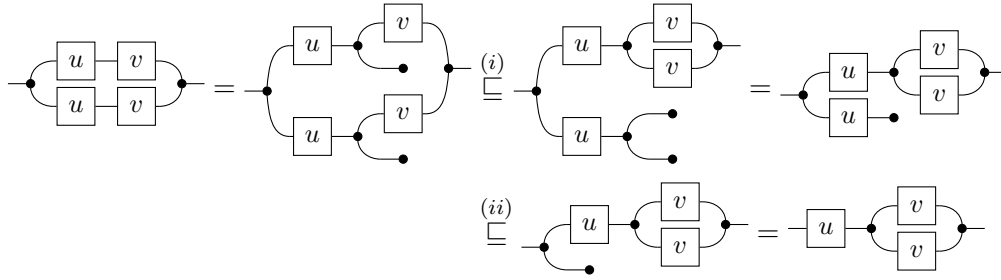 u v u v = u v u v (i) ⊑ u v v u = u v v u
(ii) ⊑ u v v = u v v